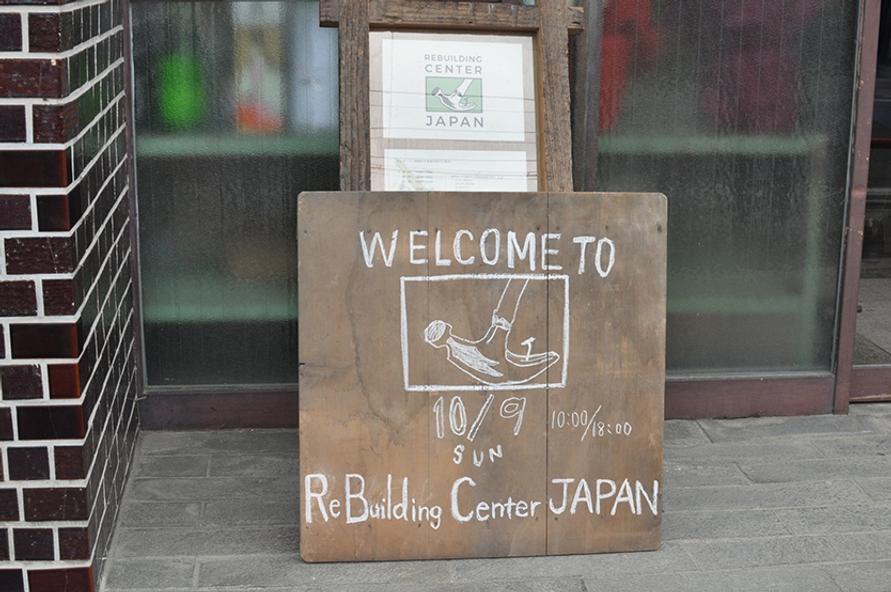 REBUILDING
CENTER
JAPAN
WELCOME TO
10/9 10:00/18:00
SUN
ReBuilding Center JAPAN